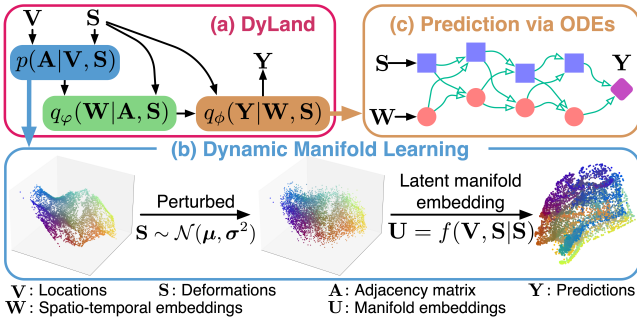 V S (a) DyLand
p(A|V, S)
Y
q_φ(W|A, S)
q_ϕ(Y|W, S)
(c) Prediction via ODEs
S
Y
W
(b) Dynamic Manifold Learning
Perturbed
S ∼ N(μ, σ²)
Latent manifold
embedding
U = f(V, S|S)
V: Locations S: Deformations A: Adjacency matrix Y: Predictions
W: Spatio-temporal embeddings U: Manifold embeddings